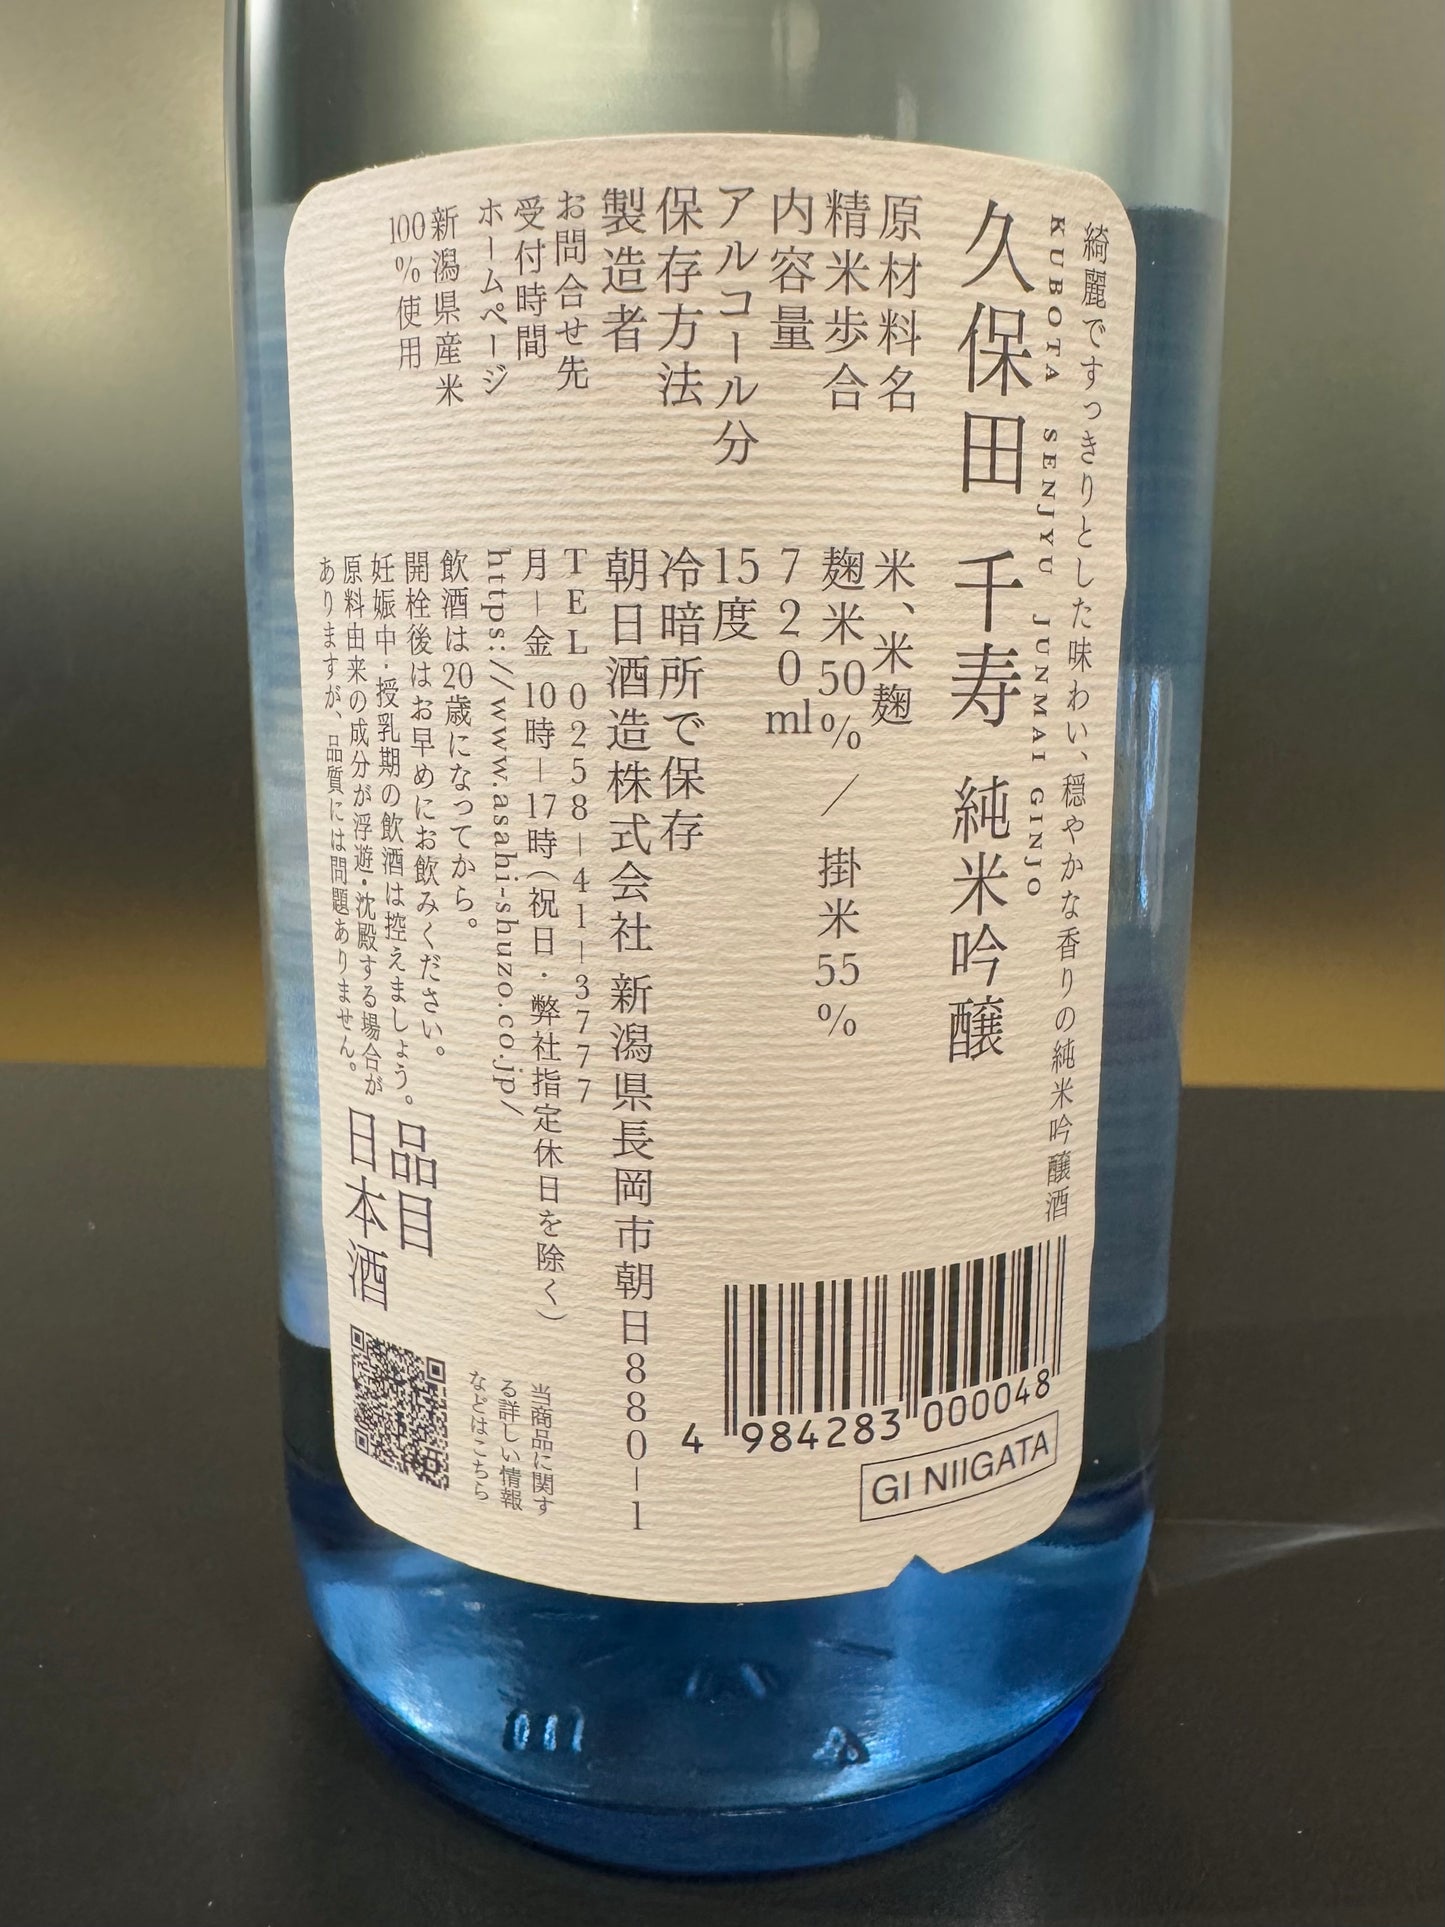 綺麗ですっきりとした味わい、穏やかな香りの純米吟醸酒
KUBOTA SENJYU JUNMAI GINJO
久保田 千寿 純米吟醸
原材料名 米、米麹
精米歩合 麹米50%/掛米55%
内容量 720ml
アルコール分 15度
保存方法 冷暗所で保存
製造者 朝日酒造株式会社 新潟県長岡市朝日880-1
お問合せ先 TEL 0258-41-3777
受付時間 月-金 10時-17時(祝日・弊社指定休日を除く)
ホームページ https://www.asahi-shuzo.co.jp/
新潟県産米
100%使用
飲酒は20歳になってから。
開栓後はお早めにお飲みください。
妊娠中・授乳期の飲酒は控えましょう。
原料由来の成分が浮遊・沈殿する場合が
ありますが、品質には問題ありません。
品目
日本酒
当商品に関す
る詳しい情報
などはこちら
4 984283 000048
GI NIIGATA